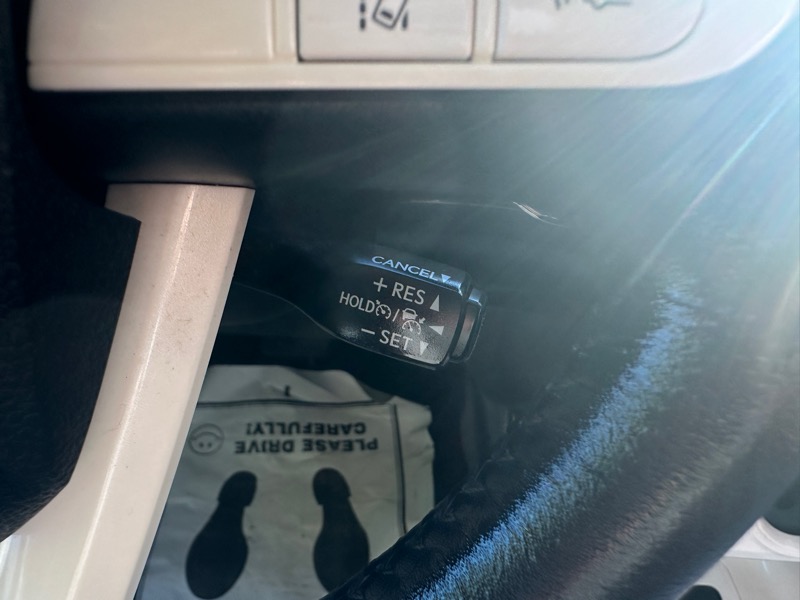 CANCEL▼
+ RES ▲
HOLD /
− SET ▼
PLEASE DRIVE
CAREFULLY!